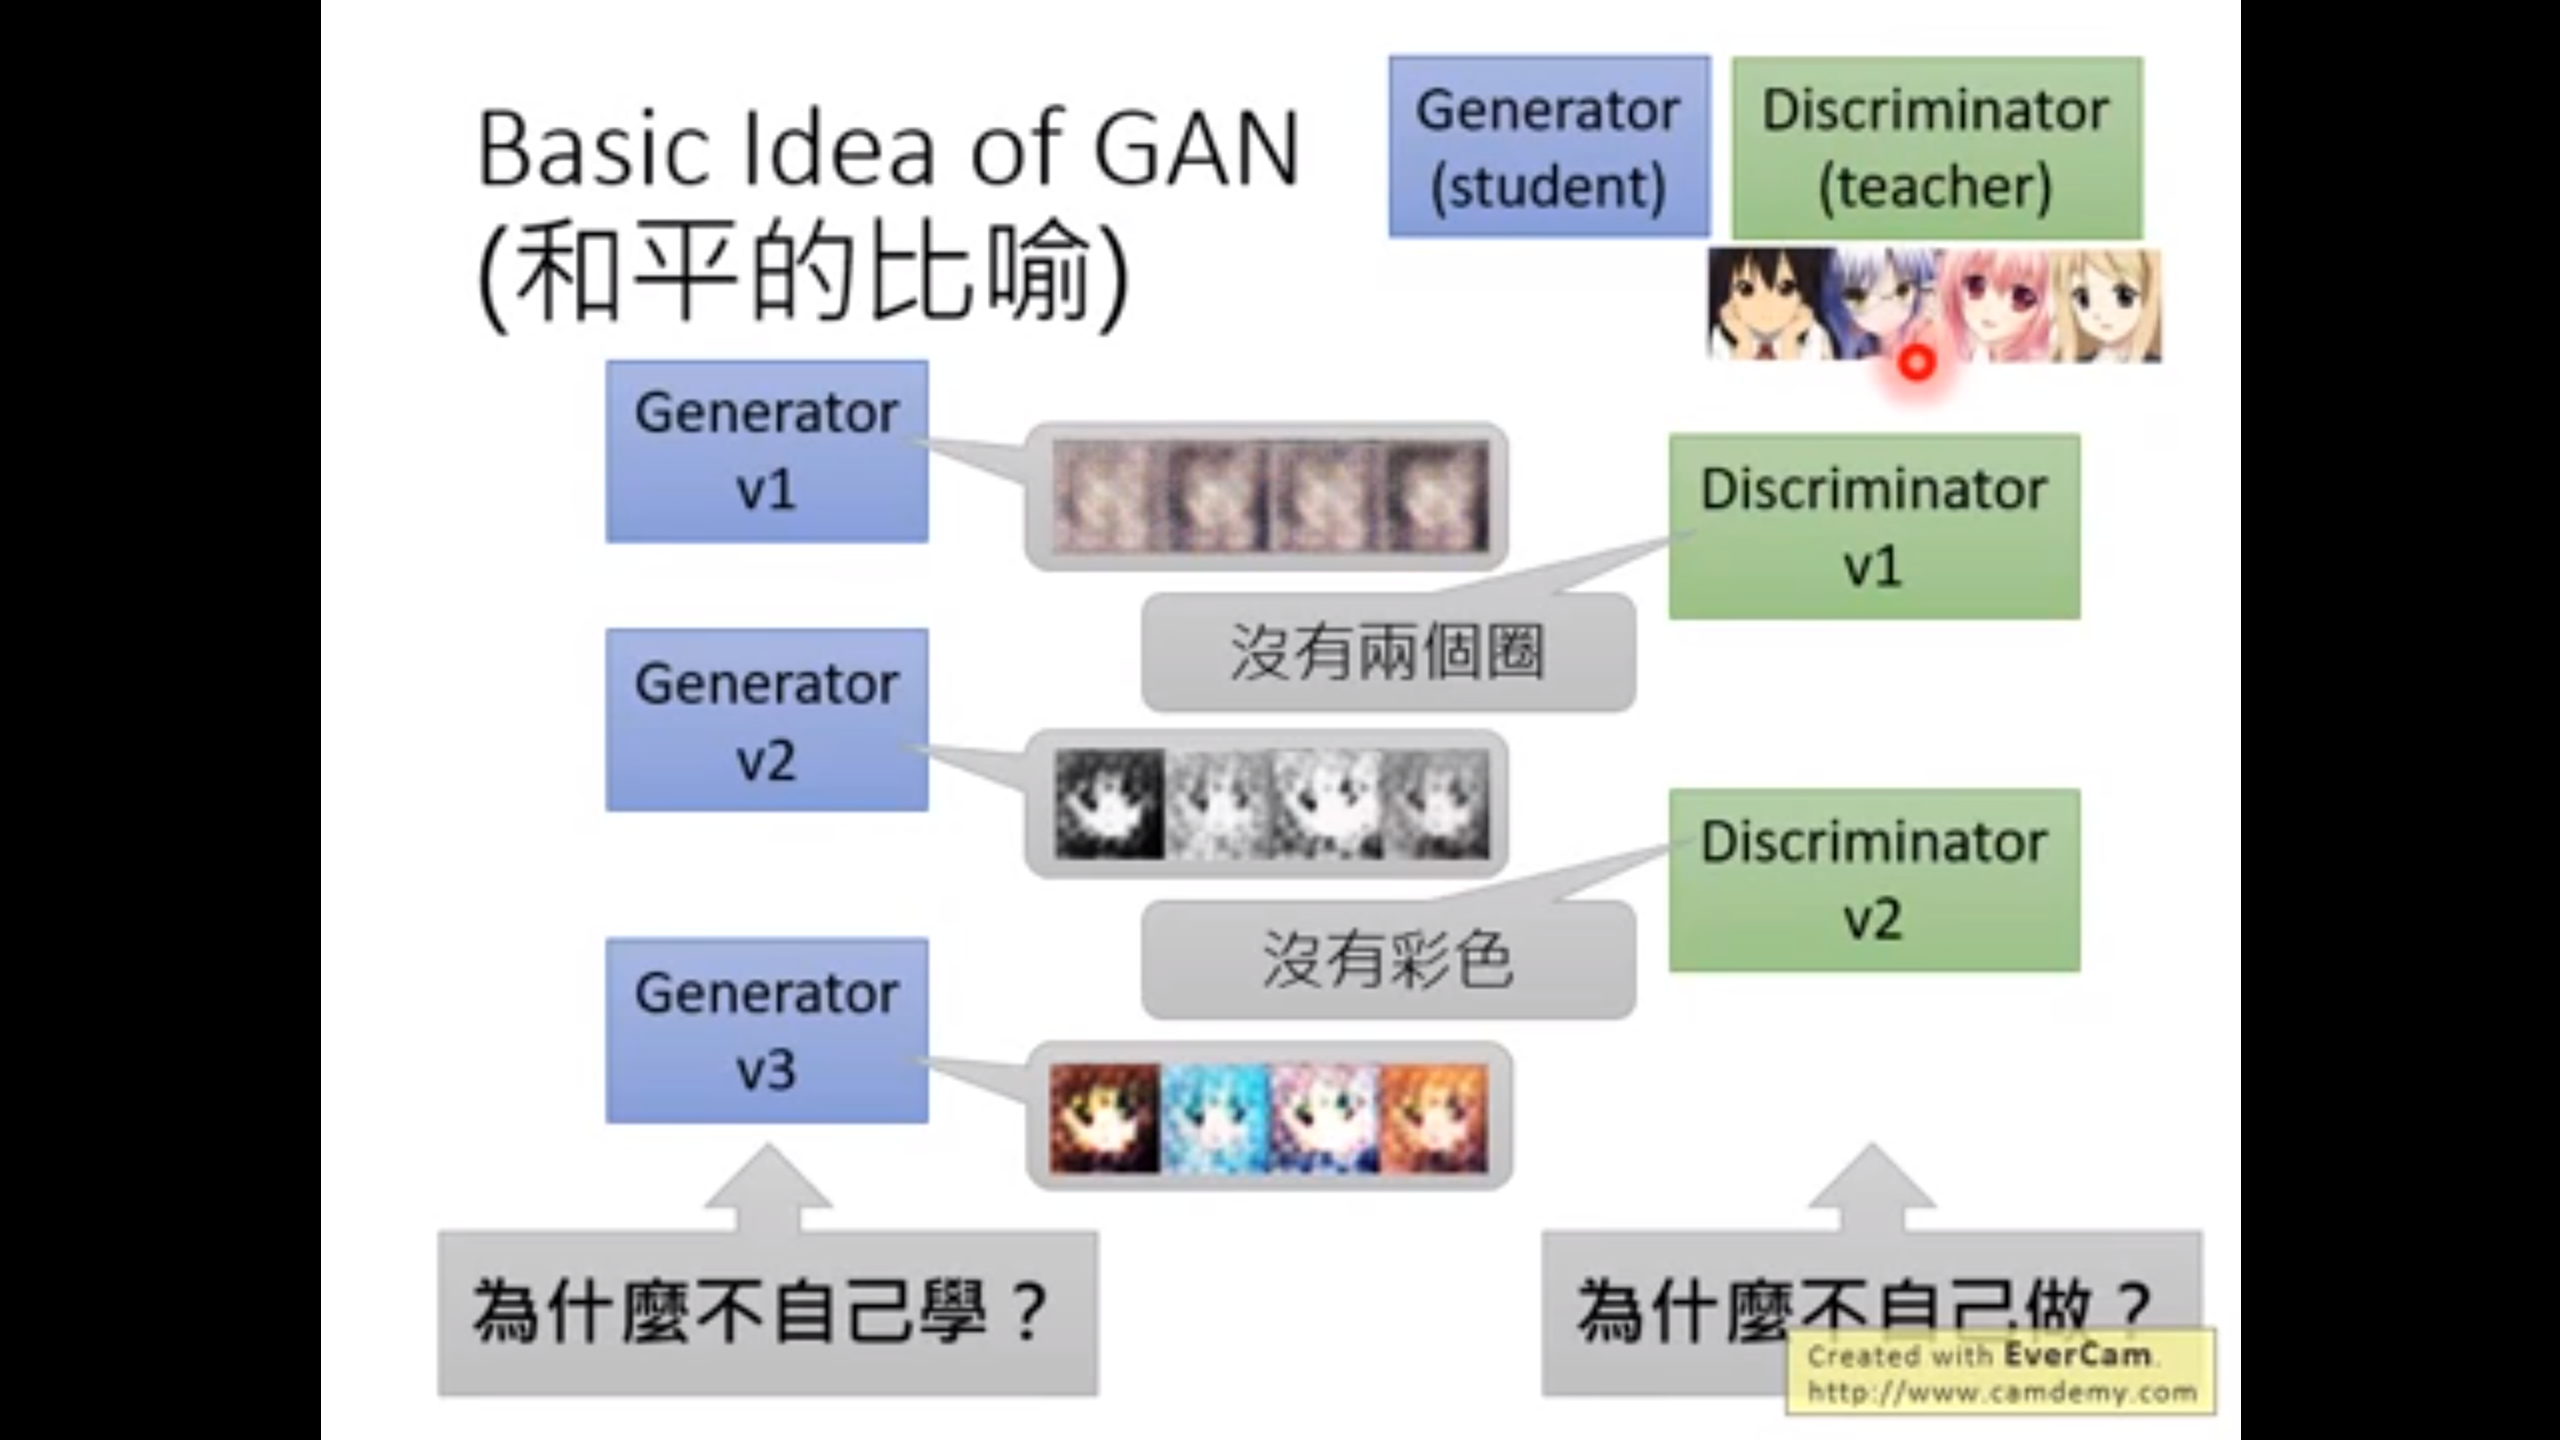 Basic Idea of GAN
(和平的比喻)
Generator
(student)
Discriminator
(teacher)
Generator
v1
Discriminator
v1
沒有兩個圈
Generator
v2
Discriminator
v2
沒有彩色
Generator
v3
為什麼不自己學？
為什麼不自己做？
Created with EverCam.
http://www.camdemy.com